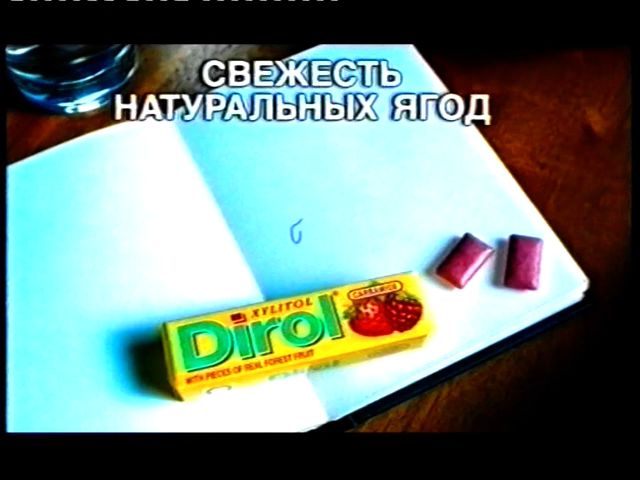 СВЕЖЕСТЬ
НАТУРАЛЬНЫХ ЯГОД
XYLITOL
Dirol
WITH PIECES OF REAL FOREST FRUIT